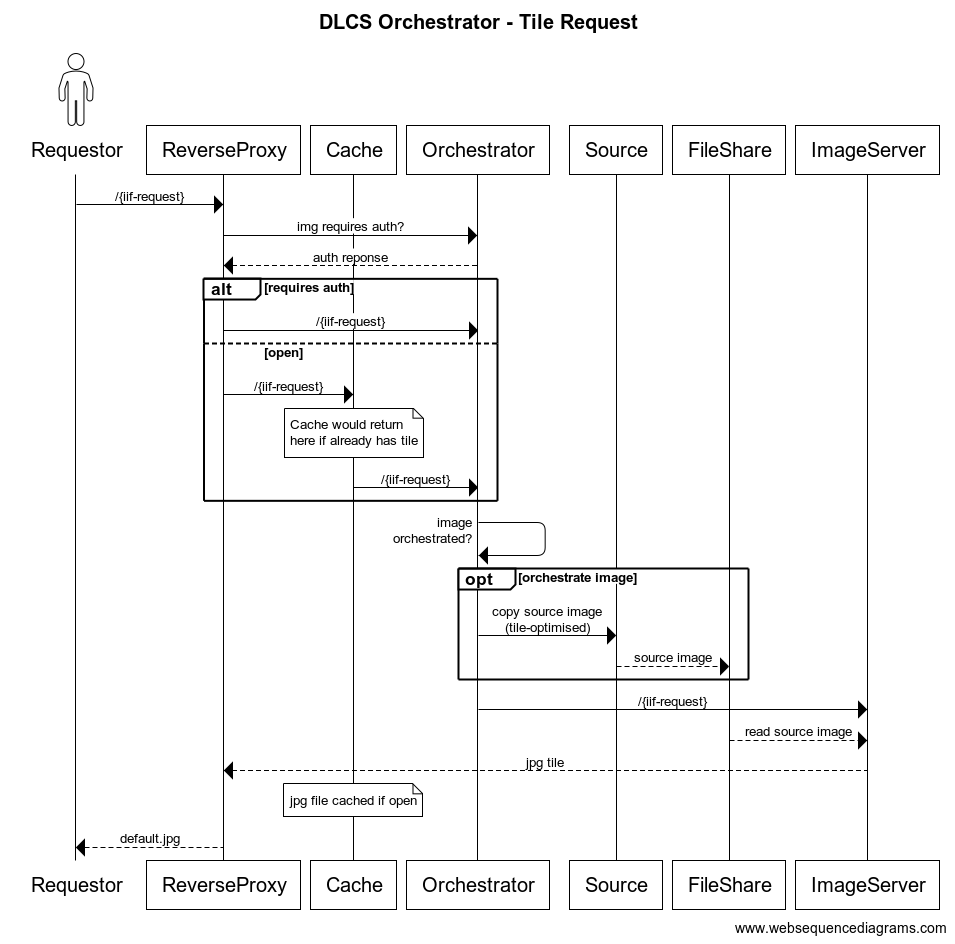 DLCS Orchestrator - Tile Request
Requestor
ReverseProxy
Cache
Orchestrator
Source
FileShare
ImageServer
/{iif-request}
img requires auth?
auth reponse
alt
[requires auth]
/{iif-request}
[open]
/{iif-request}
Cache would return
here if already has tile
/{iif-request}
image
orchestrated?
opt
[orchestrate image]
copy source image
(tile-optimised)
source image
/{iif-request}
read source image
jpg tile
jpg file cached if open
default.jpg
Requestor
ReverseProxy
Cache
Orchestrator
Source
FileShare
ImageServer
www.websequencediagrams.com